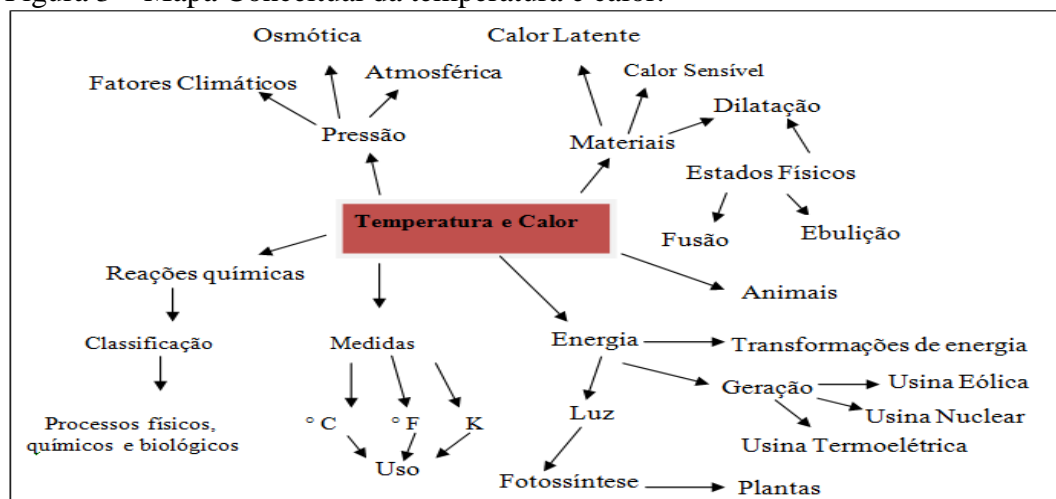 Figura 3 – Mapa Conceitual da temperatura e calor.
Osmótica
Calor Latente
Fatores Climáticos
Atmosférica
Calor Sensível
Dilatação
Pressão
Materiais
Estados Físicos
Temperatura e Calor
Fusão
Ebulição
Reações químicas
Animais
Classificação
Medidas
Energia
Transformações de energia
Geração
Usina Eólica
Luz
Usina Nuclear
Processos físicos,
químicos e biológicos
° C
° F
K
Usina Termoelétrica
Uso
Fotossíntese
Plantas